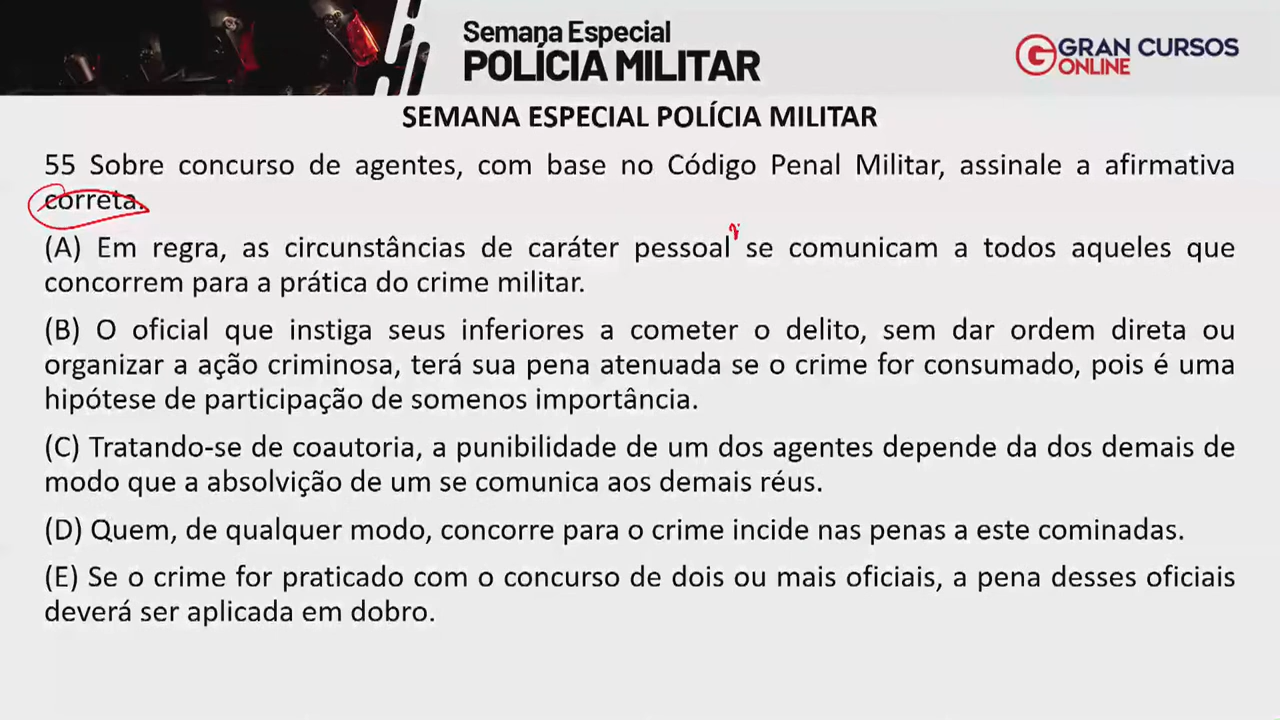 Semana Especial
POLÍCIA MILITAR
GRAN CURSOS
ONLINE
SEMANA ESPECIAL POLÍCIA MILITAR
55 Sobre concurso de agentes, com base no Código Penal Militar, assinale a afirmativa
correta.
(A) Em regra, as circunstâncias de caráter pessoal se comunicam a todos aqueles que
concorrem para a prática do crime militar.
(B) O oficial que instiga seus inferiores a cometer o delito, sem dar ordem direta ou
organizar a ação criminosa, terá sua pena atenuada se o crime for consumado, pois é uma
hipótese de participação de somenos importância.
(C) Tratando-se de coautoria, a punibilidade de um dos agentes depende da dos demais de
modo que a absolvição de um se comunica aos demais réus.
(D) Quem, de qualquer modo, concorre para o crime incide nas penas a este cominadas.
(E) Se o crime for praticado com o concurso de dois ou mais oficiais, a pena desses oficiais
deverá ser aplicada em dobro.